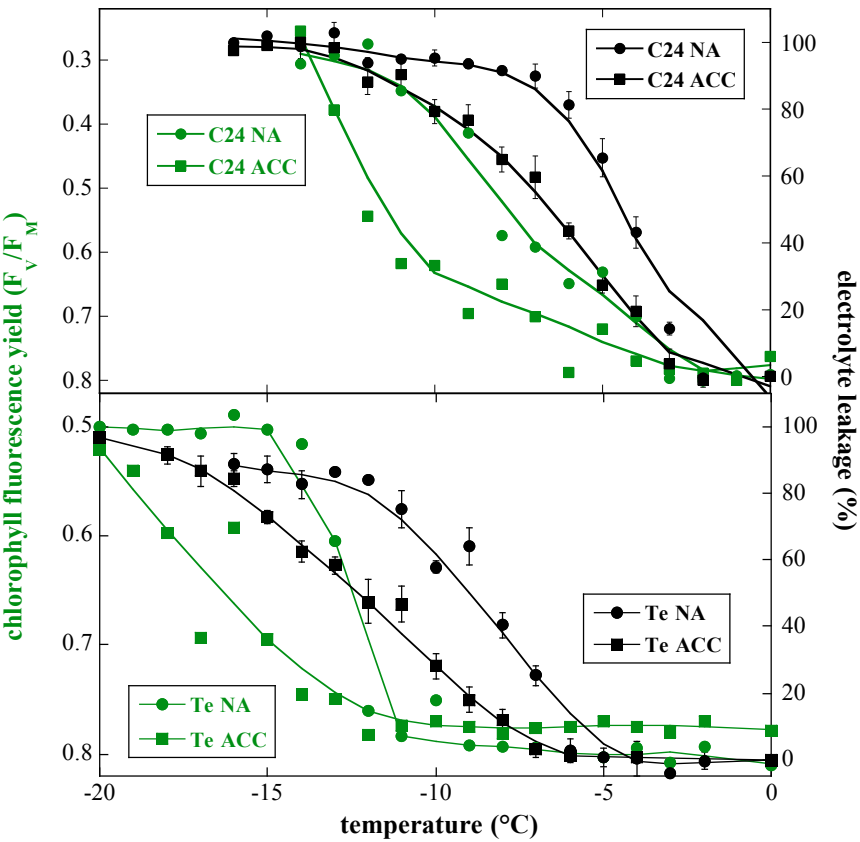 0.3
0.4
0.5
0.6
0.7
0.8
C24 NA
C24 ACC
C24 NA
C24 ACC
100
80
60
40
20
0
chlorophyll fluorescence yield (FV/FM)
electrolyte leakage (%)
0.5
0.6
0.7
0.8
Te NA
Te ACC
Te NA
Te ACC
100
80
60
40
20
0
-20
-15
-10
-5
0
temperature (°C)